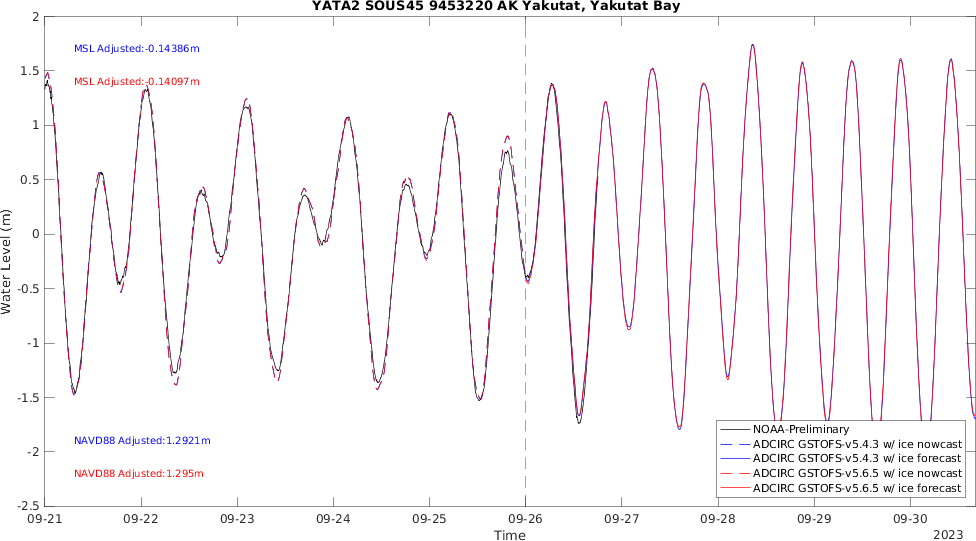 YATA2 SOUS45 9453220 AK Yakutat, Yakutat Bay
2
1.5
1
0.5
0
-0.5
-1
-1.5
-2
-2.5
Water Level (m)
MSL Adjusted:-0.14386
MSL Adjusted:-0.14097
NAVD88 Adjusted:1.2921m
NAVD88 Adjusted:1.295m
NOAA-Preliminary
ADCIRC GSTOFS-v5.4.3 w/ ice nowcast
ADCIRC GSTOFS-v5.4.3 w/ ice forecast
ADCIRC GSTOFS-v5.6.5 w/ ice nowcast
ADCIRC GSTOFS-v5.6.5 w/ ice forecast
09-21 09-22 09-23 09-24 09-25 09-26 09-27 09-28 09-29 09-30
Time
2023